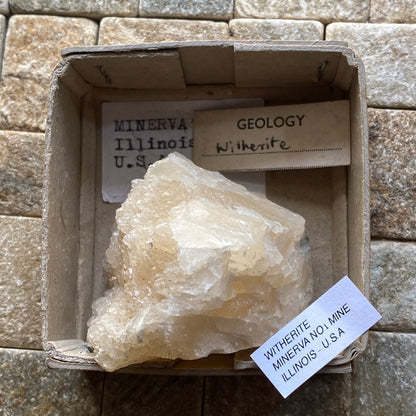 MINERVA
Illinois
U.S.
GEOLOGY
Witherite
WITHERITE
MINERVA NO1 MINE
ILLINOIS - U.S.A